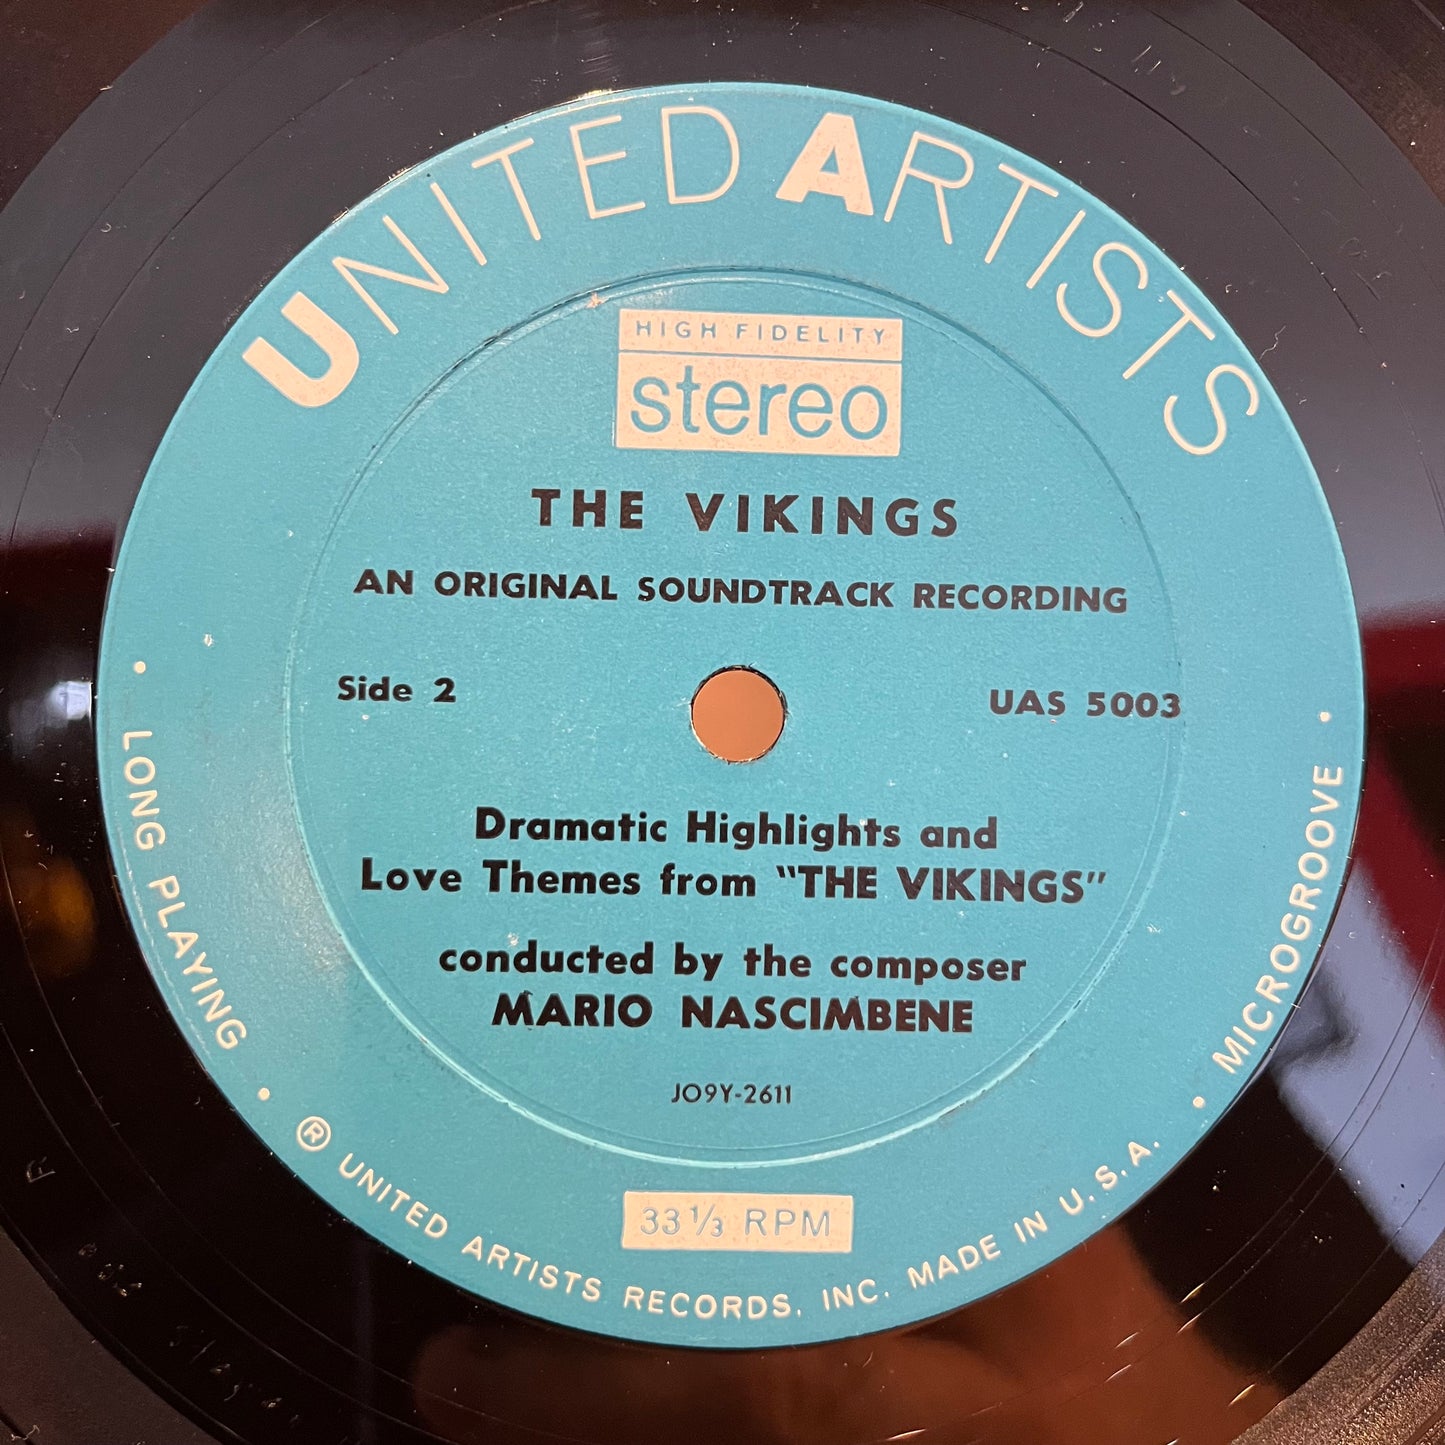 UNITED ARTISTS
HIGH FIDELITY
stereo
THE VIKINGS
AN ORIGINAL SOUNDTRACK RECORDING
Side 2
UAS 5003
Dramatic Highlights and
Love Themes from "THE VIKINGS"
conducted by the composer
MARIO NASCIMBENE
JO9Y-2611
33 1/3 RPM
• LONG PLAYING • ® UNITED ARTISTS RECORDS, INC. MADE IN U.S.A. • MICROGROOVE •